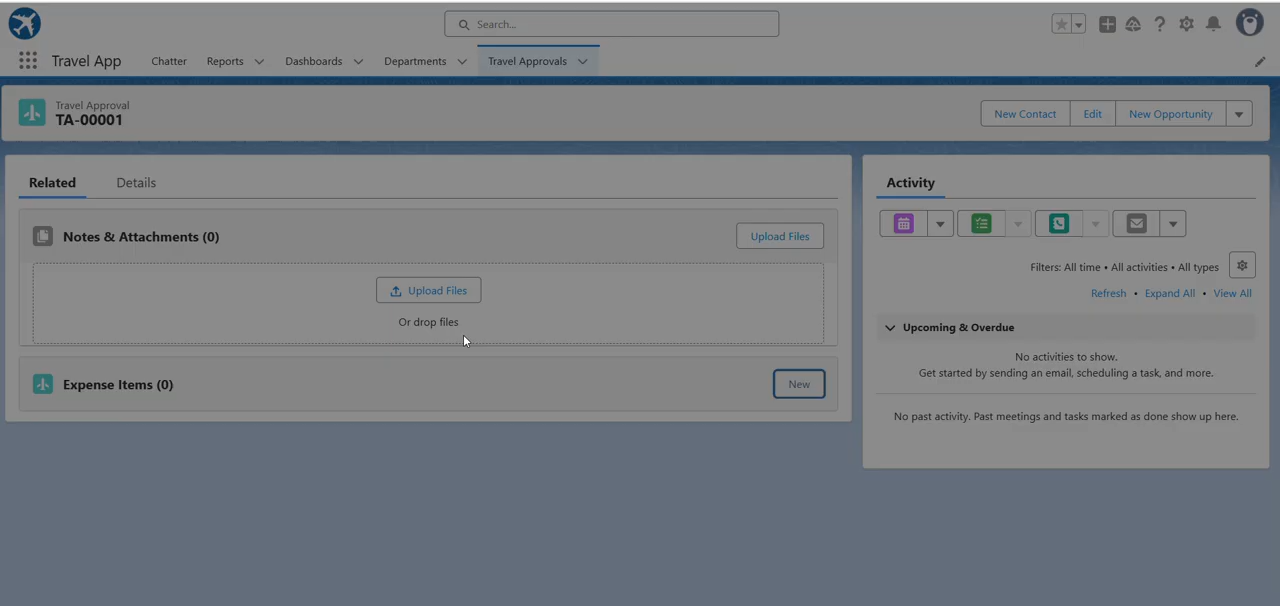 Search...
Travel App
Chatter
Reports
Dashboards
Departments
Travel Approvals
Travel Approval
TA-00001
New Contact
Edit
New Opportunity
Related
Details
Notes & Attachments (0)
Upload Files
Upload Files
Or drop files
Expense Items (0)
New
Activity
Filters: All time • All activities • All types
Refresh • Expand All • View All
Upcoming & Overdue
No activities to show.
Get started by sending an email, scheduling a task, and more.
No past activity. Past meetings and tasks marked as done show up here.